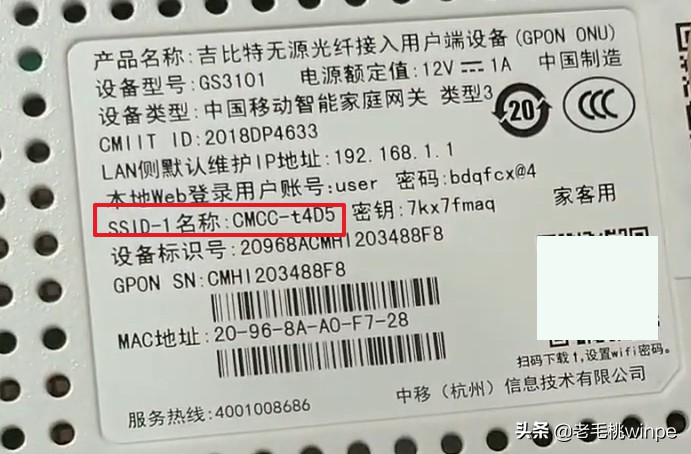 产品名称:吉比特无源光纤接入用户端设备(GPON ONU)
设备型号:GS3101 电源额定值:12V⎓1A 中国制造
设备类型:中国移动智能家庭网关 类型3
20
CCC
CMIIT ID:2018DP4633
LAN侧默认维护IP地址:192.168.1.1
本地Web登录用户账号:user 密码:bdqfcx@4
SSID-1名称:CMCC-t4D5 密钥:7kx7fmaq 家客用
设备标识号:20968ACMHI203488F8
GPON SN:CMHI203488F8
MAC地址:20-96-8A-A0-F7-28
扫码下载 设置wifi密码。
中移(杭州)信息技术有限公司
服务热线:4001008686
头条 @老毛桃winpe